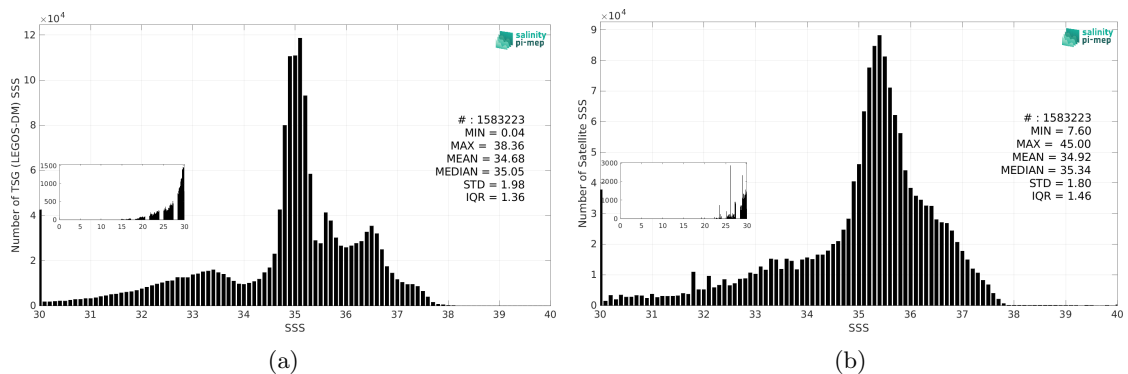 ×10⁴
12
10
8
6
4
2
0
Number of TSG (LEGOS-DM) SSS
salinity
pi-mep
# : 1583223
MIN = 0.04
MAX = 38.36
MEAN = 34.68
MEDIAN = 35.05
STD = 1.98
IQR = 1.36
1500
1000
500
0
0 5 10 15 20 25 30
30 31 32 33 34 35 36 37 38 39 40
SSS
(a)
×10⁴
9
8
7
6
5
4
3
2
1
0
Number of Satellite SSS
salinity
pi-mep
# : 1583223
MIN = 7.60
MAX = 45.00
MEAN = 34.92
MEDIAN = 35.34
STD = 1.80
IQR = 1.46
3000
2000
1000
0
0 5 10 15 20 25 30
30 31 32 33 34 35 36 37 38 39 40
SSS
(b)